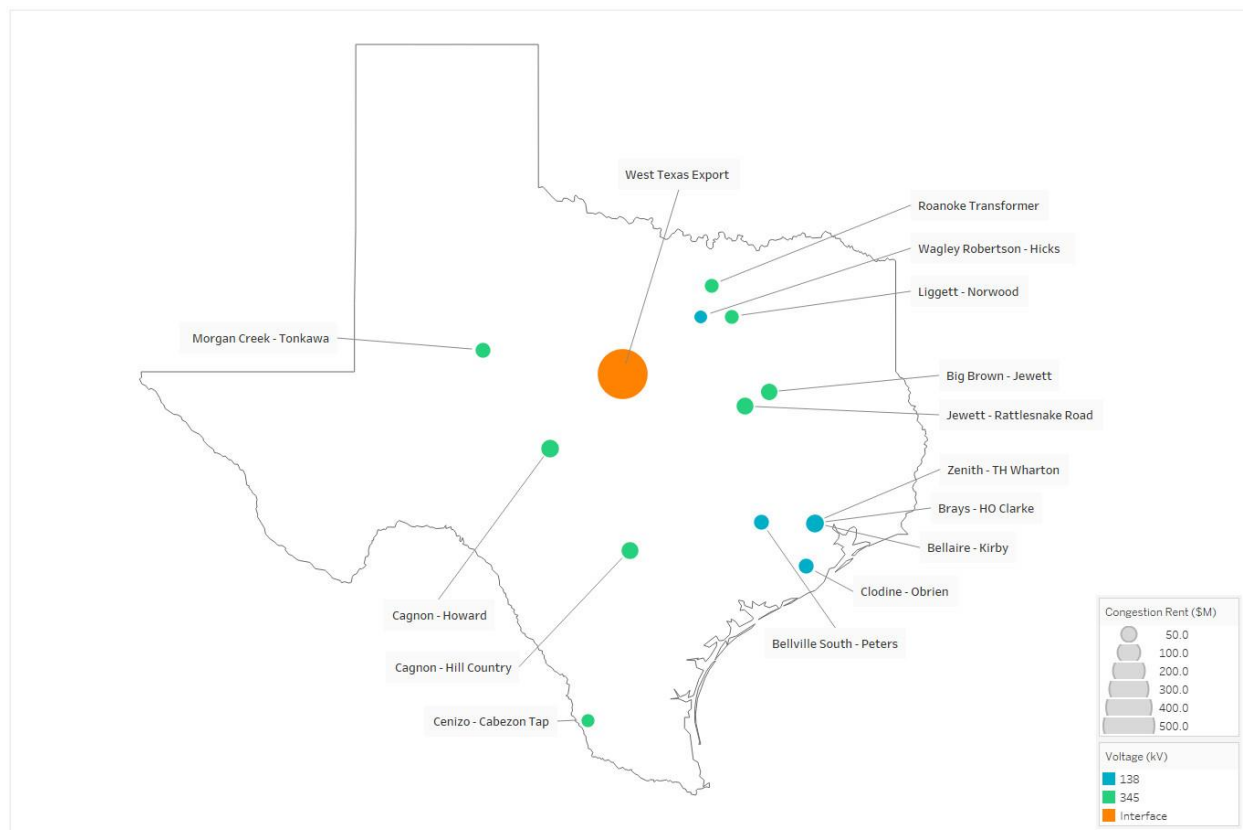 West Texas Export
Roanoke Transformer
Wagley Robertson - Hicks
Liggett - Norwood
Morgan Creek - Tonkawa
Big Brown - Jewett
Jewett - Rattlesnake Road
Zenith - TH Wharton
Brays - HO Clarke
Bellaire - Kirby
Clodine - Obrien
Cagnon - Howard
Bellville South - Peters
Cagnon - Hill Country
Cenizo - Cabezon Tap
Congestion Rent ($M)
50.0
100.0
200.0
300.0
400.0
500.0
Voltage (kV)
138
345
Interface